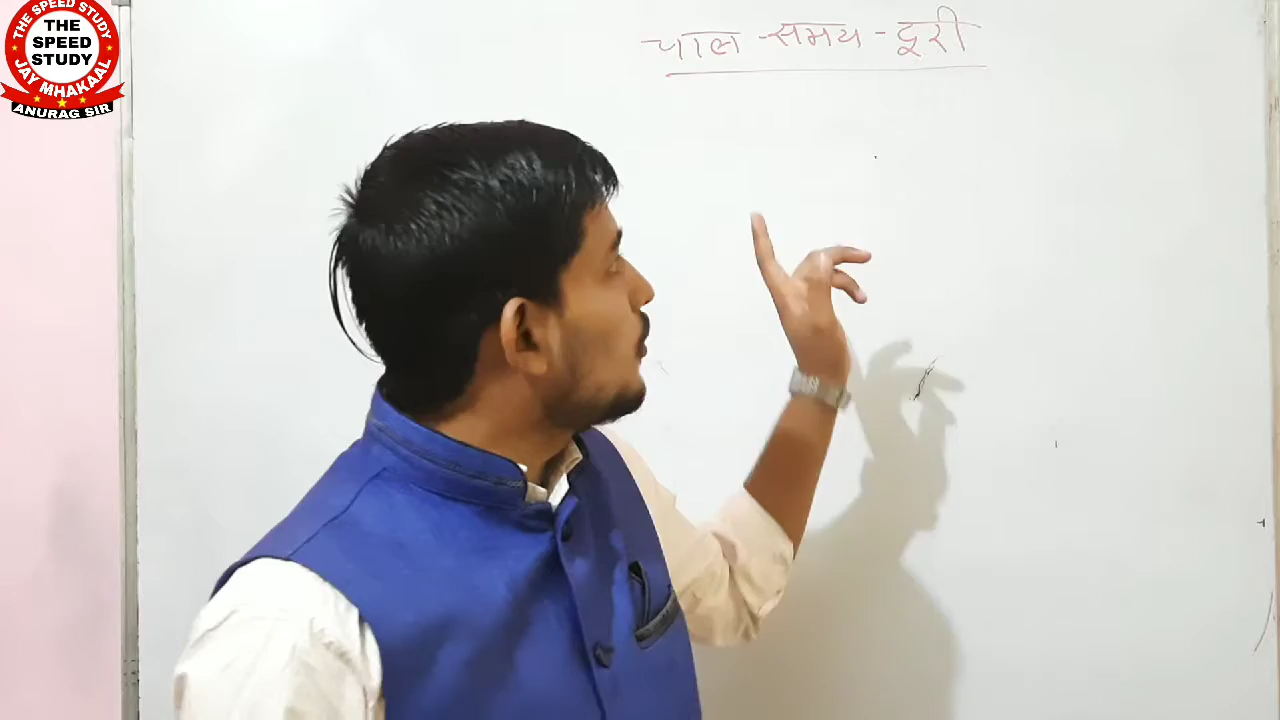 THE SPEED STUDY
THE
SPEED
STUDY
JAY MHAKAAL
ANURAG SIR
चाल - समय - दूरी